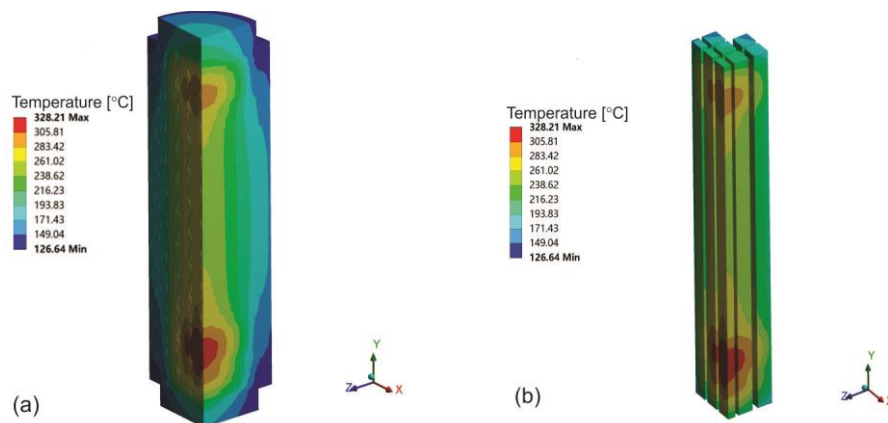 Temperature [°C]
328.21 Max
305.81
283.42
261.02
238.62
216.23
193.83
171.43
149.04
126.64 Min
Y
Z
X
(a)
Temperature [°C]
328.21 Max
305.81
283.42
261.02
238.62
216.23
193.83
171.43
149.04
126.64 Min
Y
Z
X
(b)